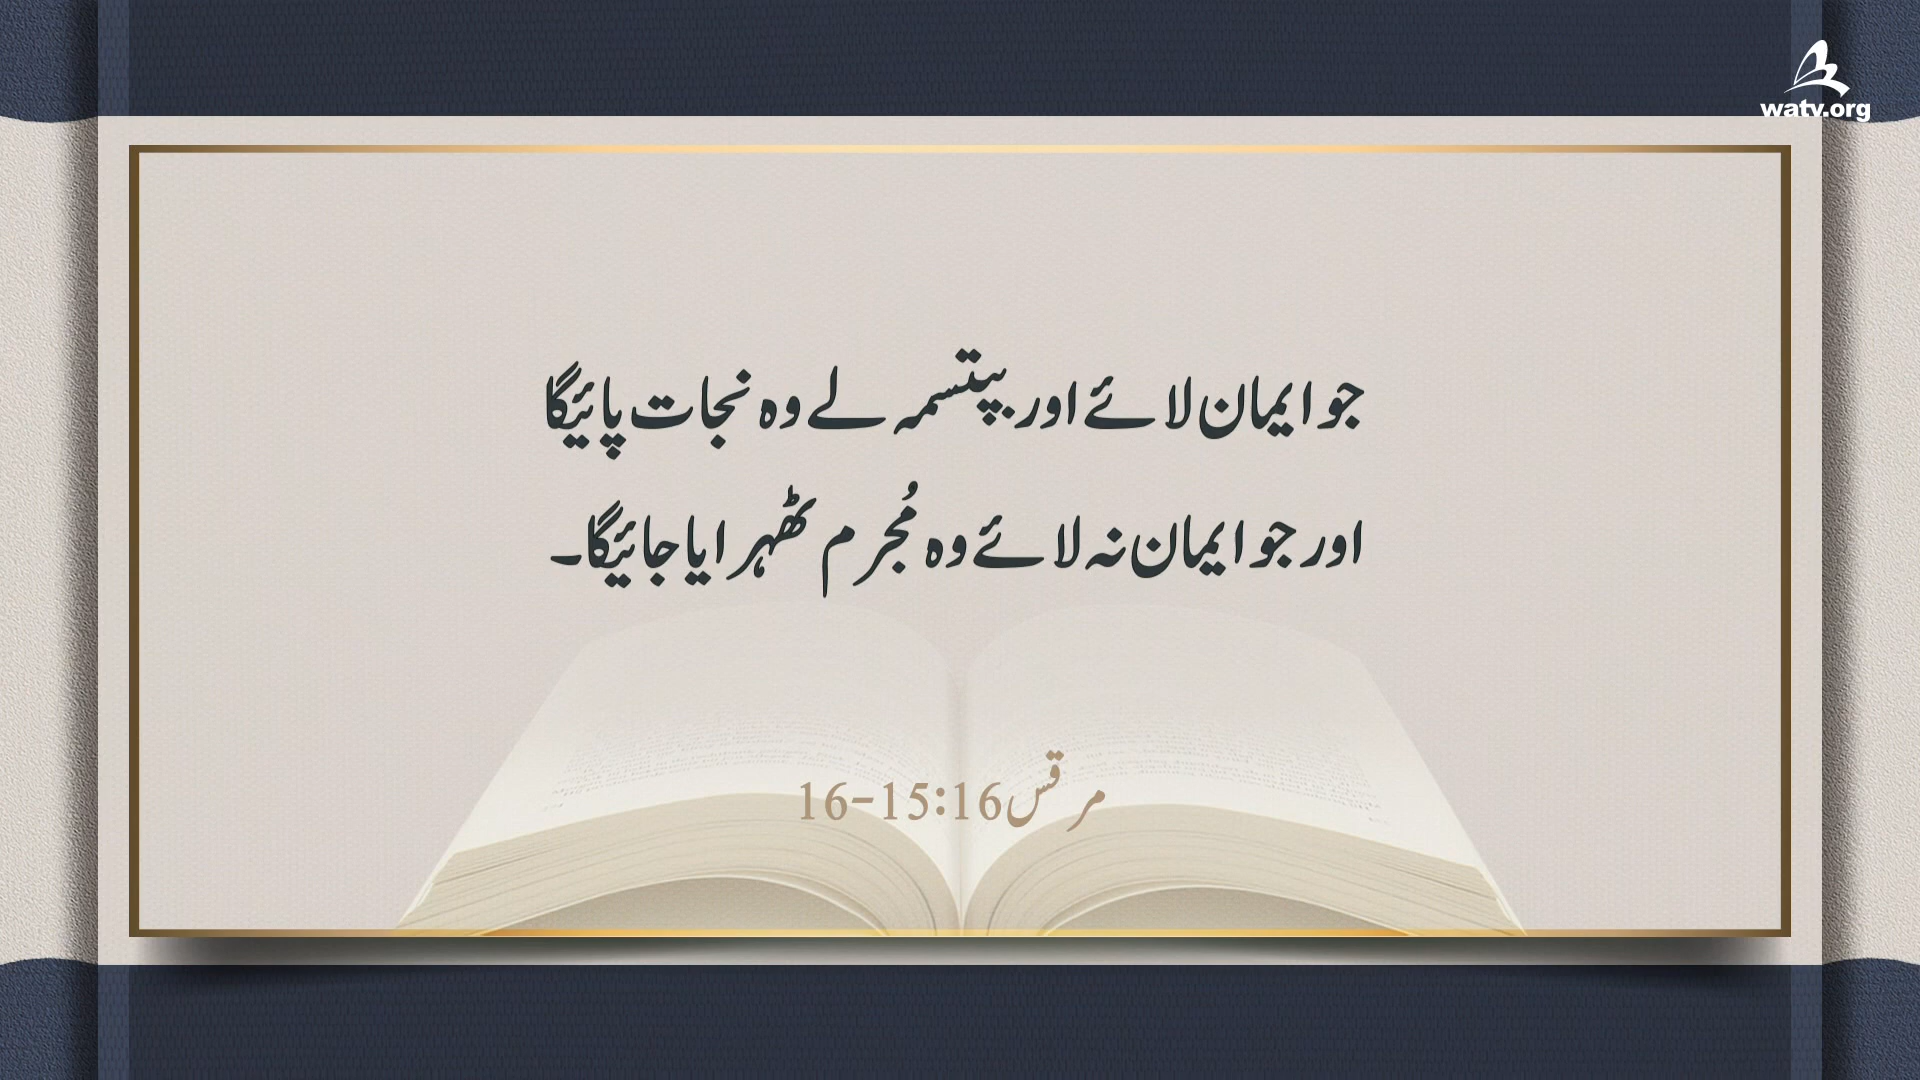 watv.org
جو ایمان لائے اور بپتسمہ لے وہ نجات پائیگا
اور جو ایمان نہ لائے وہ مُجرم ٹھہرایا جائیگا۔
مرقس 16:15-16